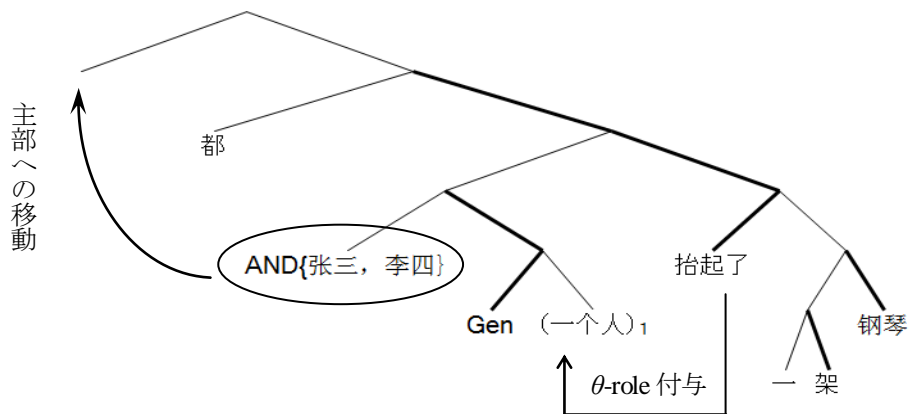 主部への移動
都
AND{张三，李四}
抬起了
Gen
(一个人)₁
钢琴
一
架
θ-role 付与